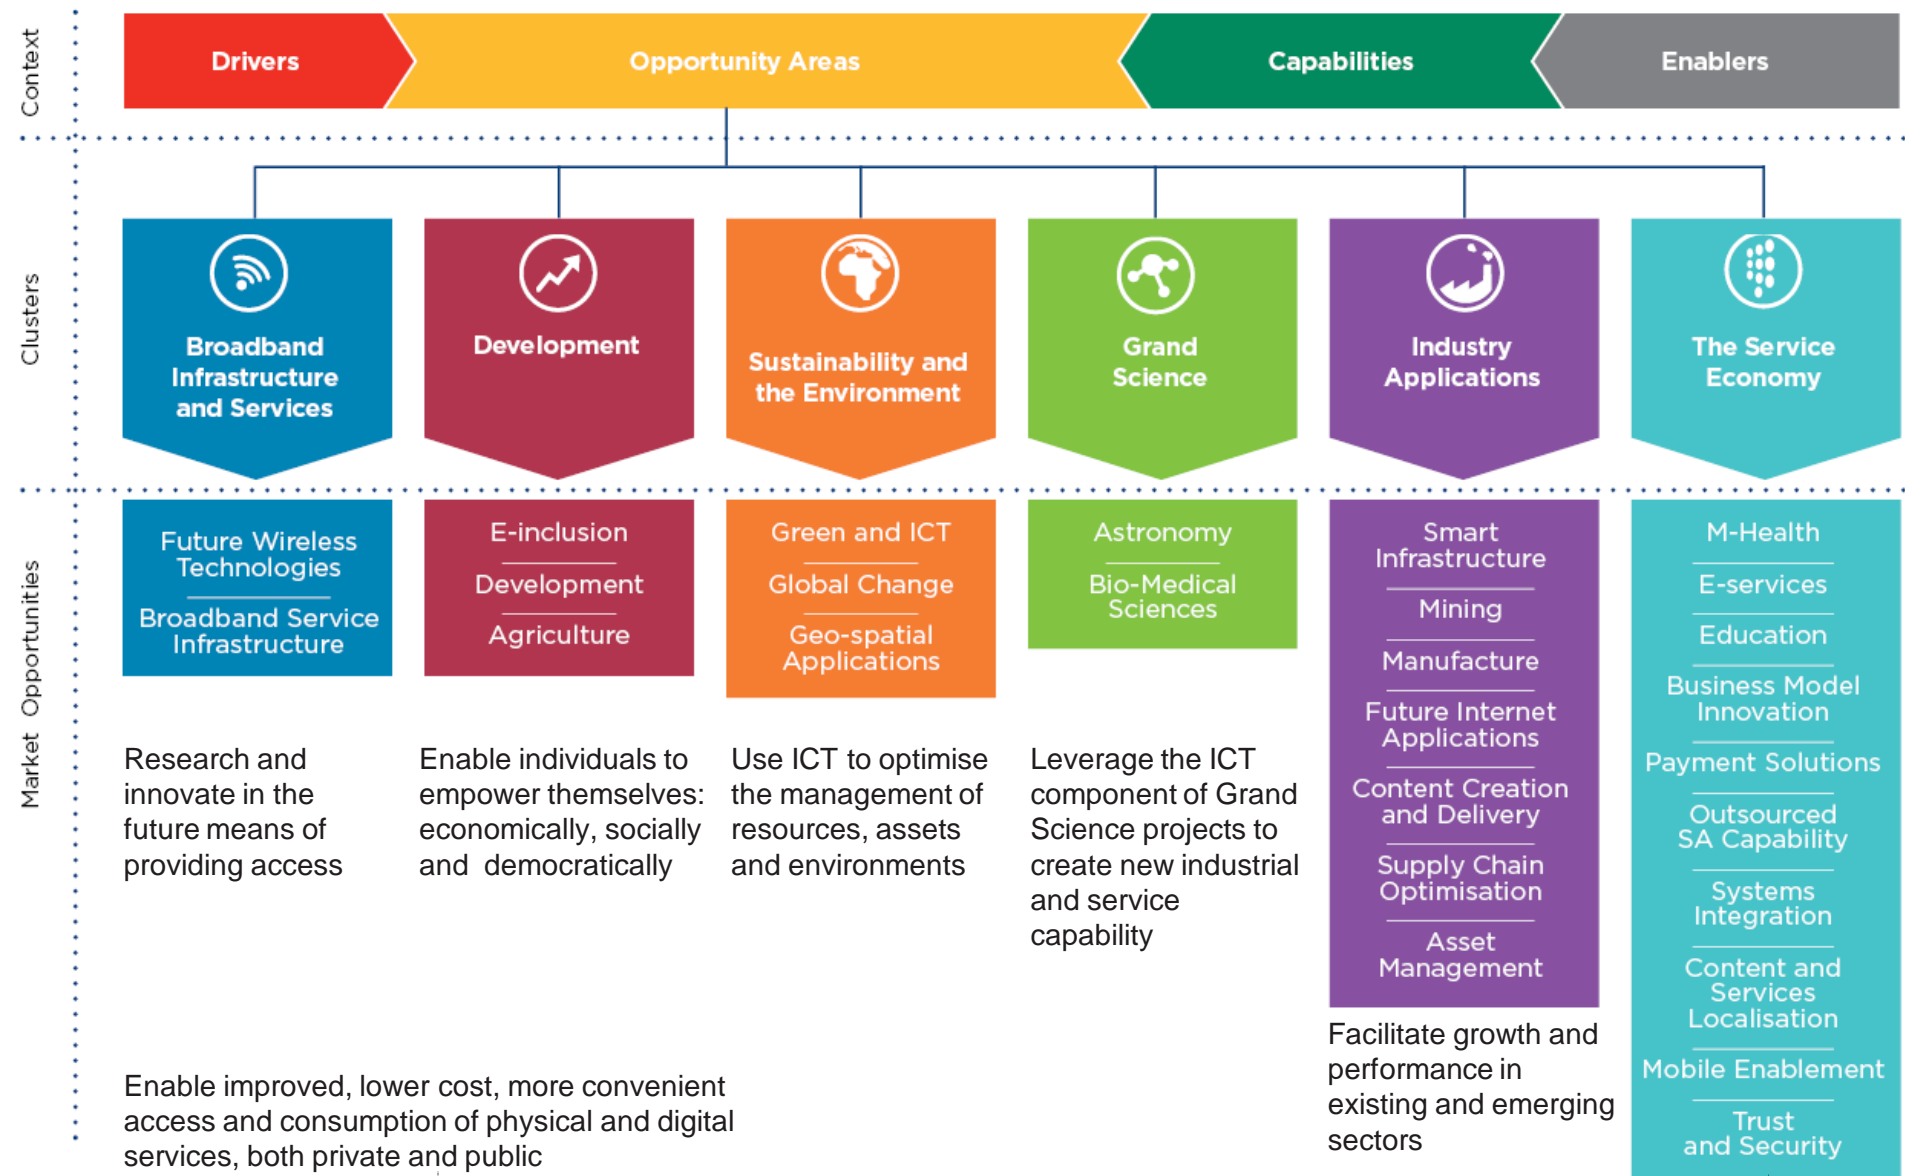 Context
Drivers
Opportunity Areas
Capabilities
Enablers
Clusters
Broadband
Infrastructure
and Services
Development
Sustainability and
the Environment
Grand
Science
Industry
Applications
The Service
Economy
Market Opportunities
Future Wireless
Technologies
Broadband Service
Infrastructure
E-inclusion
Development
Agriculture
Green and ICT
Global Change
Geo-spatial
Applications
Astronomy
Bio-Medical
Sciences
Smart
Infrastructure
Mining
Manufacture
Future Internet
Applications
Content Creation
and Delivery
Supply Chain
Optimisation
Asset
Management
M-Health
E-services
Education
Business Model
Innovation
Payment Solutions
Outsourced
SA Capability
Systems
Integration
Content and
Services
Localisation
Mobile Enablement
Trust
and Security
Research and
innovate in the
future means of
providing access
Enable individuals to
empower themselves:
economically, socially
and democratically
Use ICT to optimise
the management of
resources, assets
and environments
Leverage the ICT
component of Grand
Science projects to
create new industrial
and service
capability
Facilitate growth and
performance in
existing and emerging
sectors
Enable improved, lower cost, more convenient
access and consumption of physical and digital
services, both private and public